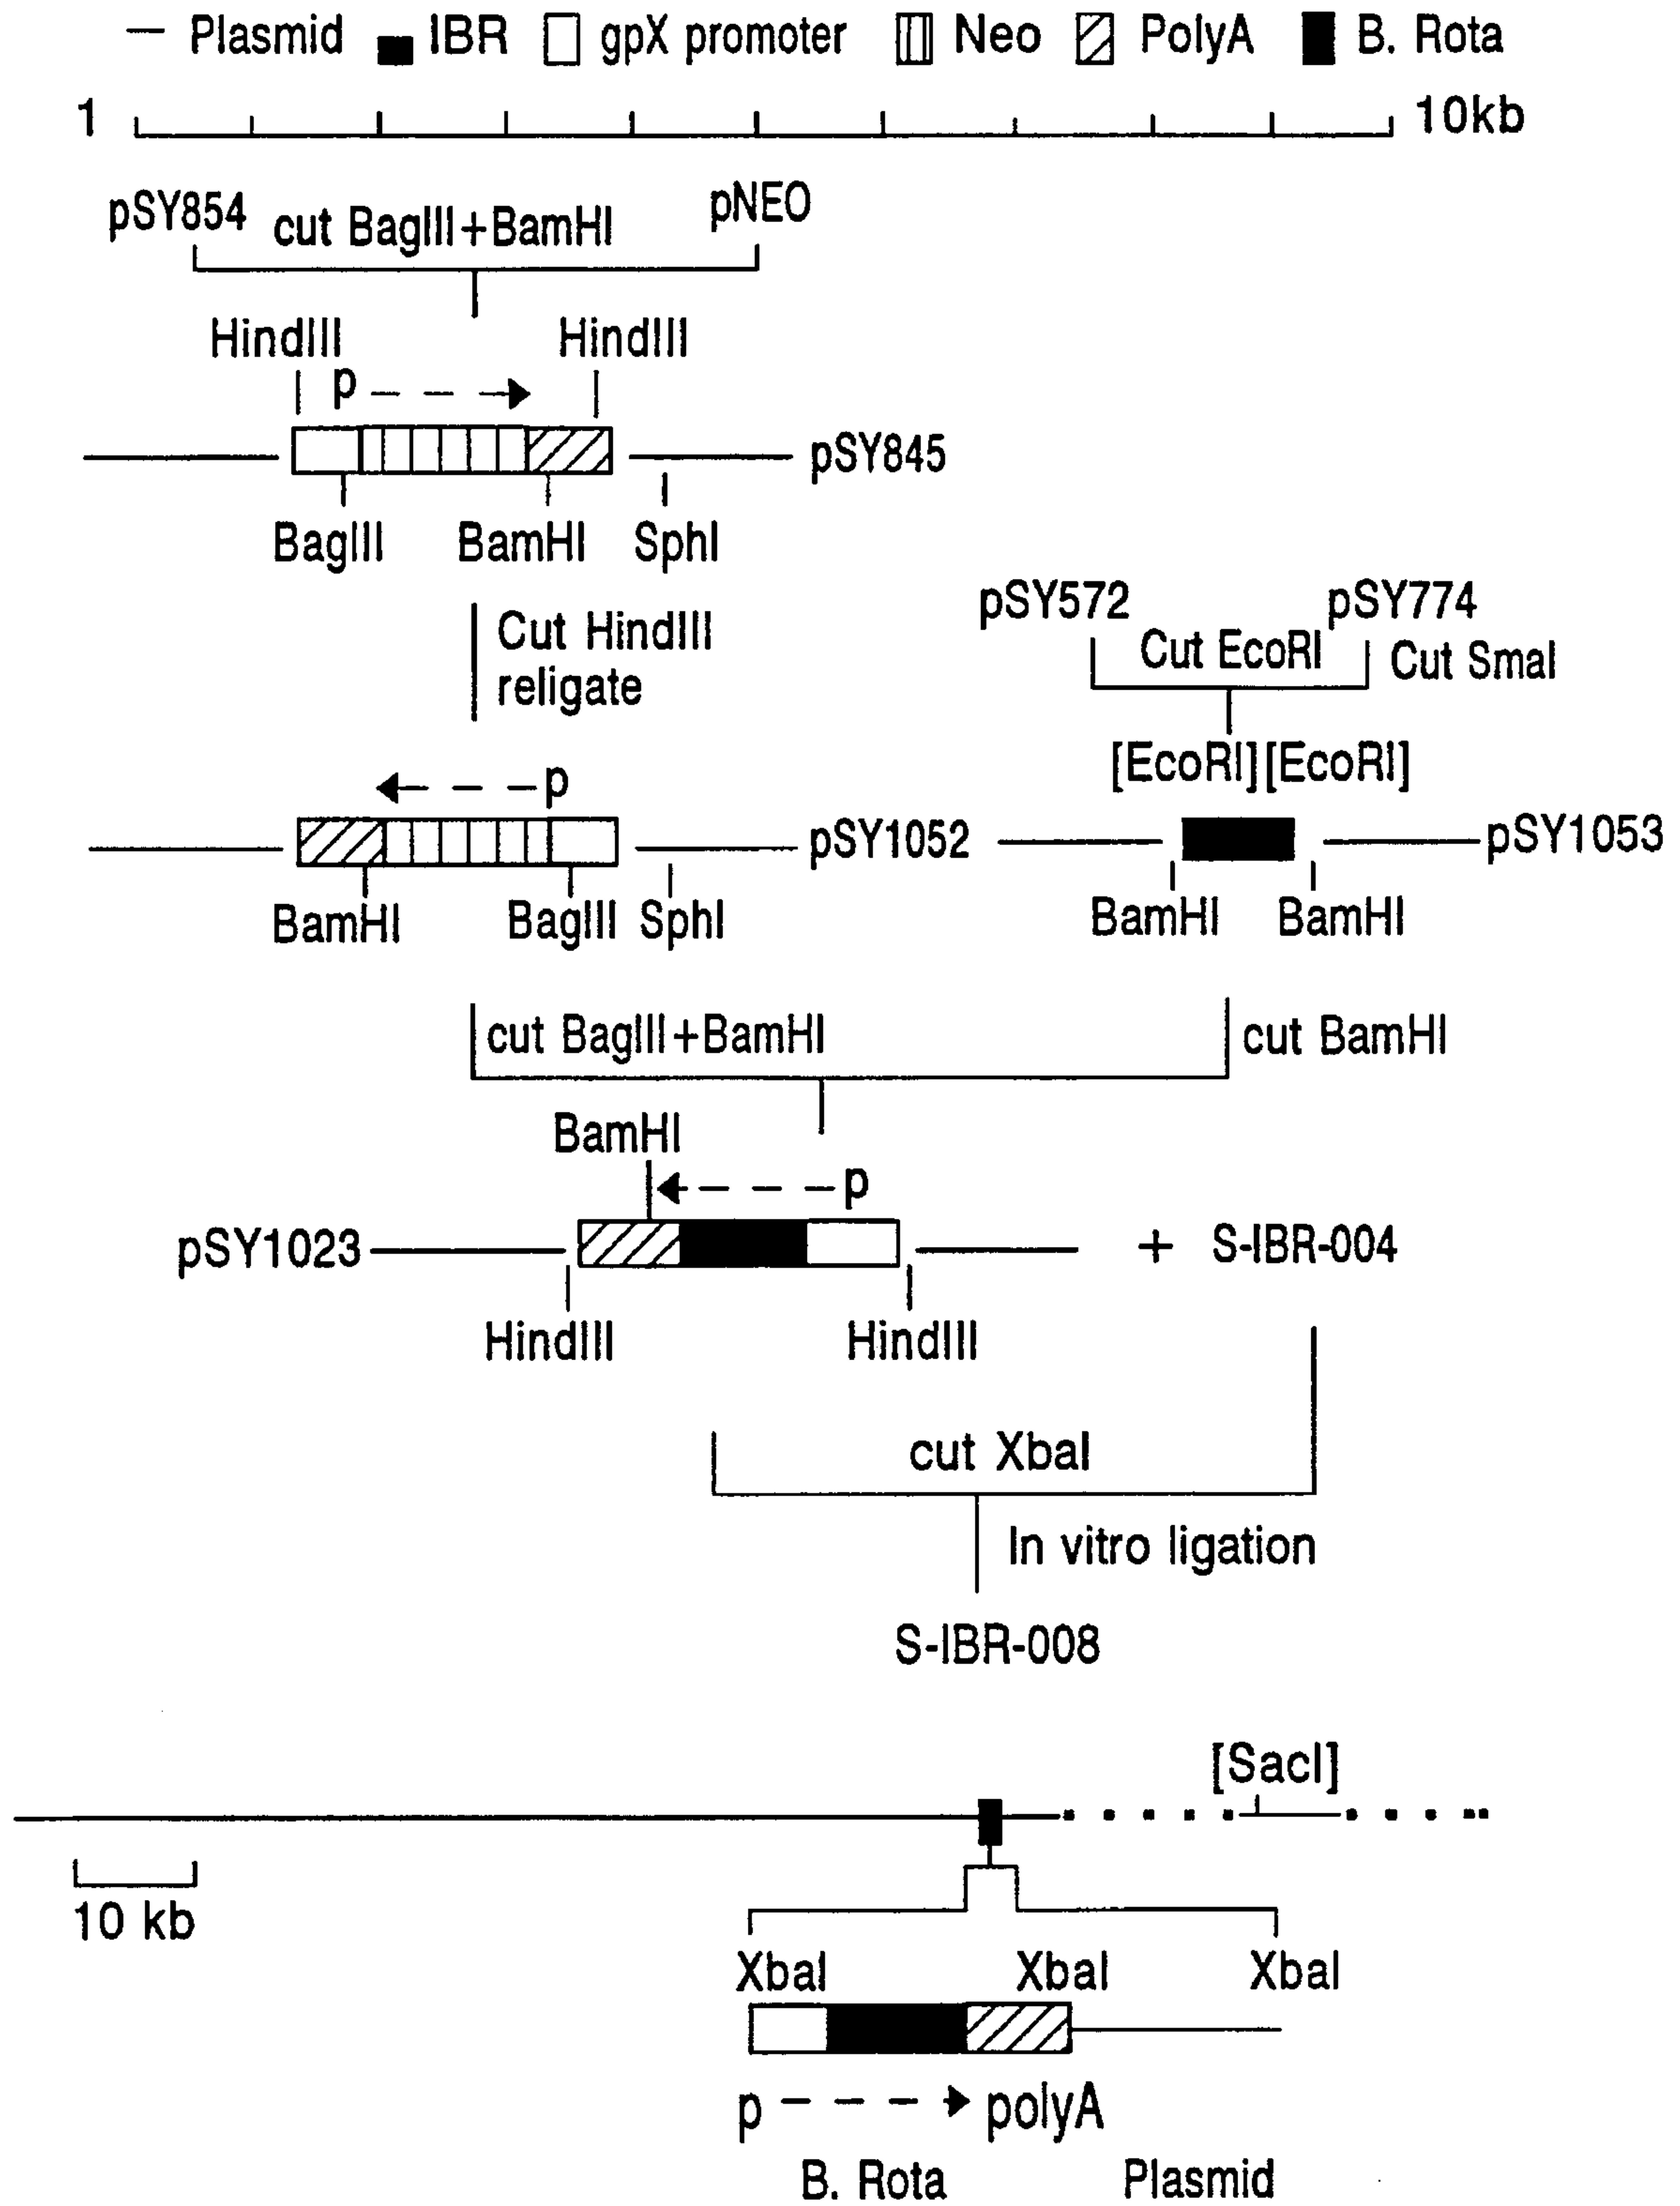 Plasmid IBR gpX promoter Neo PolyA B. Rota
1 10kb
pSY854 cut BagIII+BamHI pNEO
HindIII HindIII
p
pSY845
BagIII BamHI SphI
Cut HindIII
religate
pSY572 pSY774
Cut EcoRI Cut SmaI
[EcoRI][EcoRI]
p
pSY1052
pSY1053
BamHI BagIII SphI
BamHI BamHI
cut BagIII+BamHI cut BamHI
BamHI
p
pSY1023 + S-IBR-004
HindIII HindIII
cut XbaI
In vitro ligation
S-IBR-008
[SacI]
10 kb
XbaI XbaI XbaI
p polyA
B. Rota Plasmid